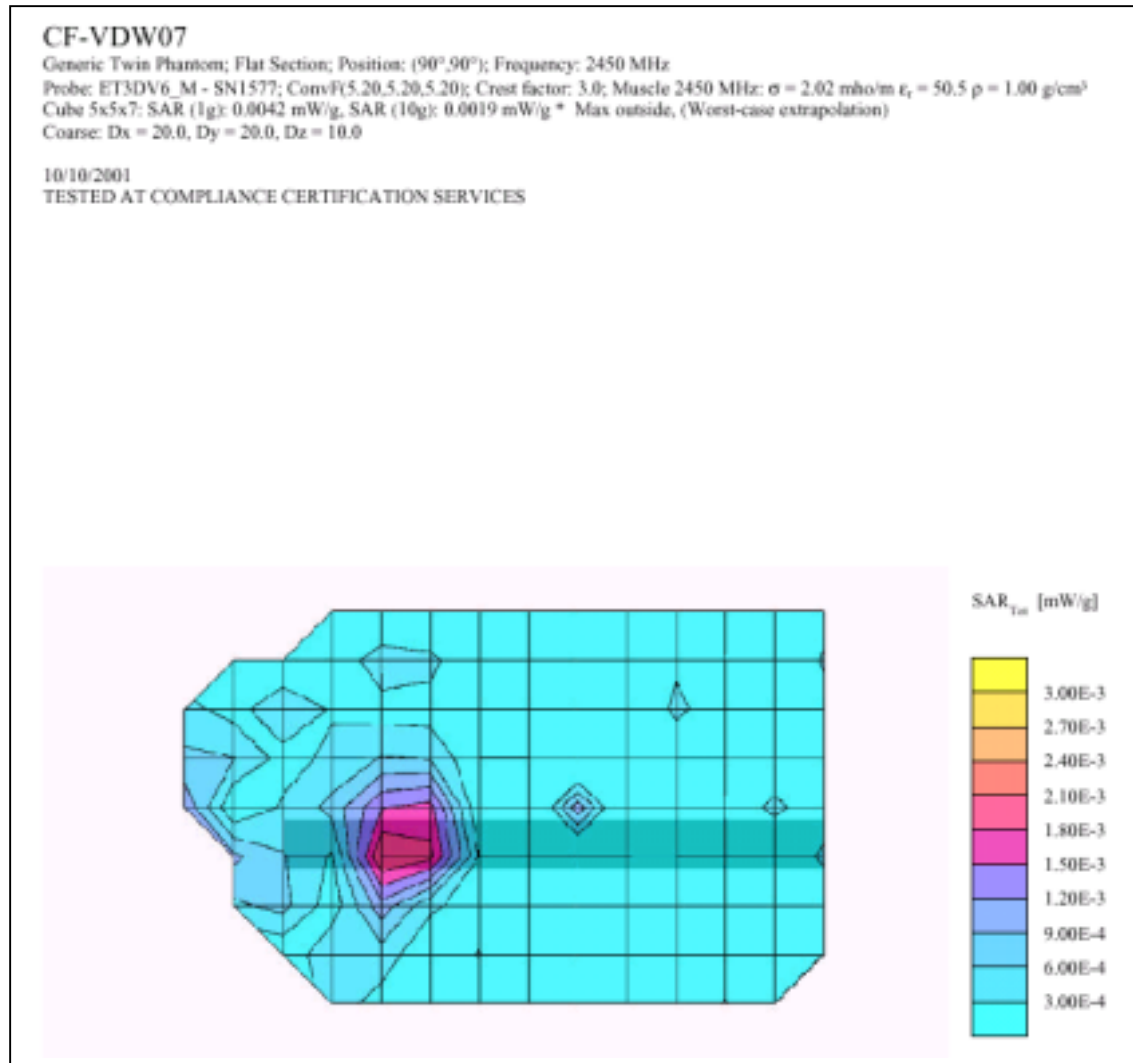 CF-VDW07
Generic Twin Phantom; Flat Section; Position: (90°,90°); Frequency: 2450 MHz
Probe: ET3DV6_M - SN1577; ConvF(5.20,5.20,5.20); Crest factor: 3.0; Muscle 2450 MHz: σ = 2.02 mho/m εr = 50.5 ρ = 1.00 g/cm³
Cube 5x5x7: SAR (1g): 0.0042 mW/g, SAR (10g): 0.0019 mW/g * Max outside, (Worst-case extrapolation)
Coarse: Dx = 20.0, Dy = 20.0, Dz = 10.0
10/10/2001
TESTED AT COMPLIANCE CERTIFICATION SERVICES
SARTot [mW/g]
3.00E-3
2.70E-3
2.40E-3
2.10E-3
1.80E-3
1.50E-3
1.20E-3
9.00E-4
6.00E-4
3.00E-4